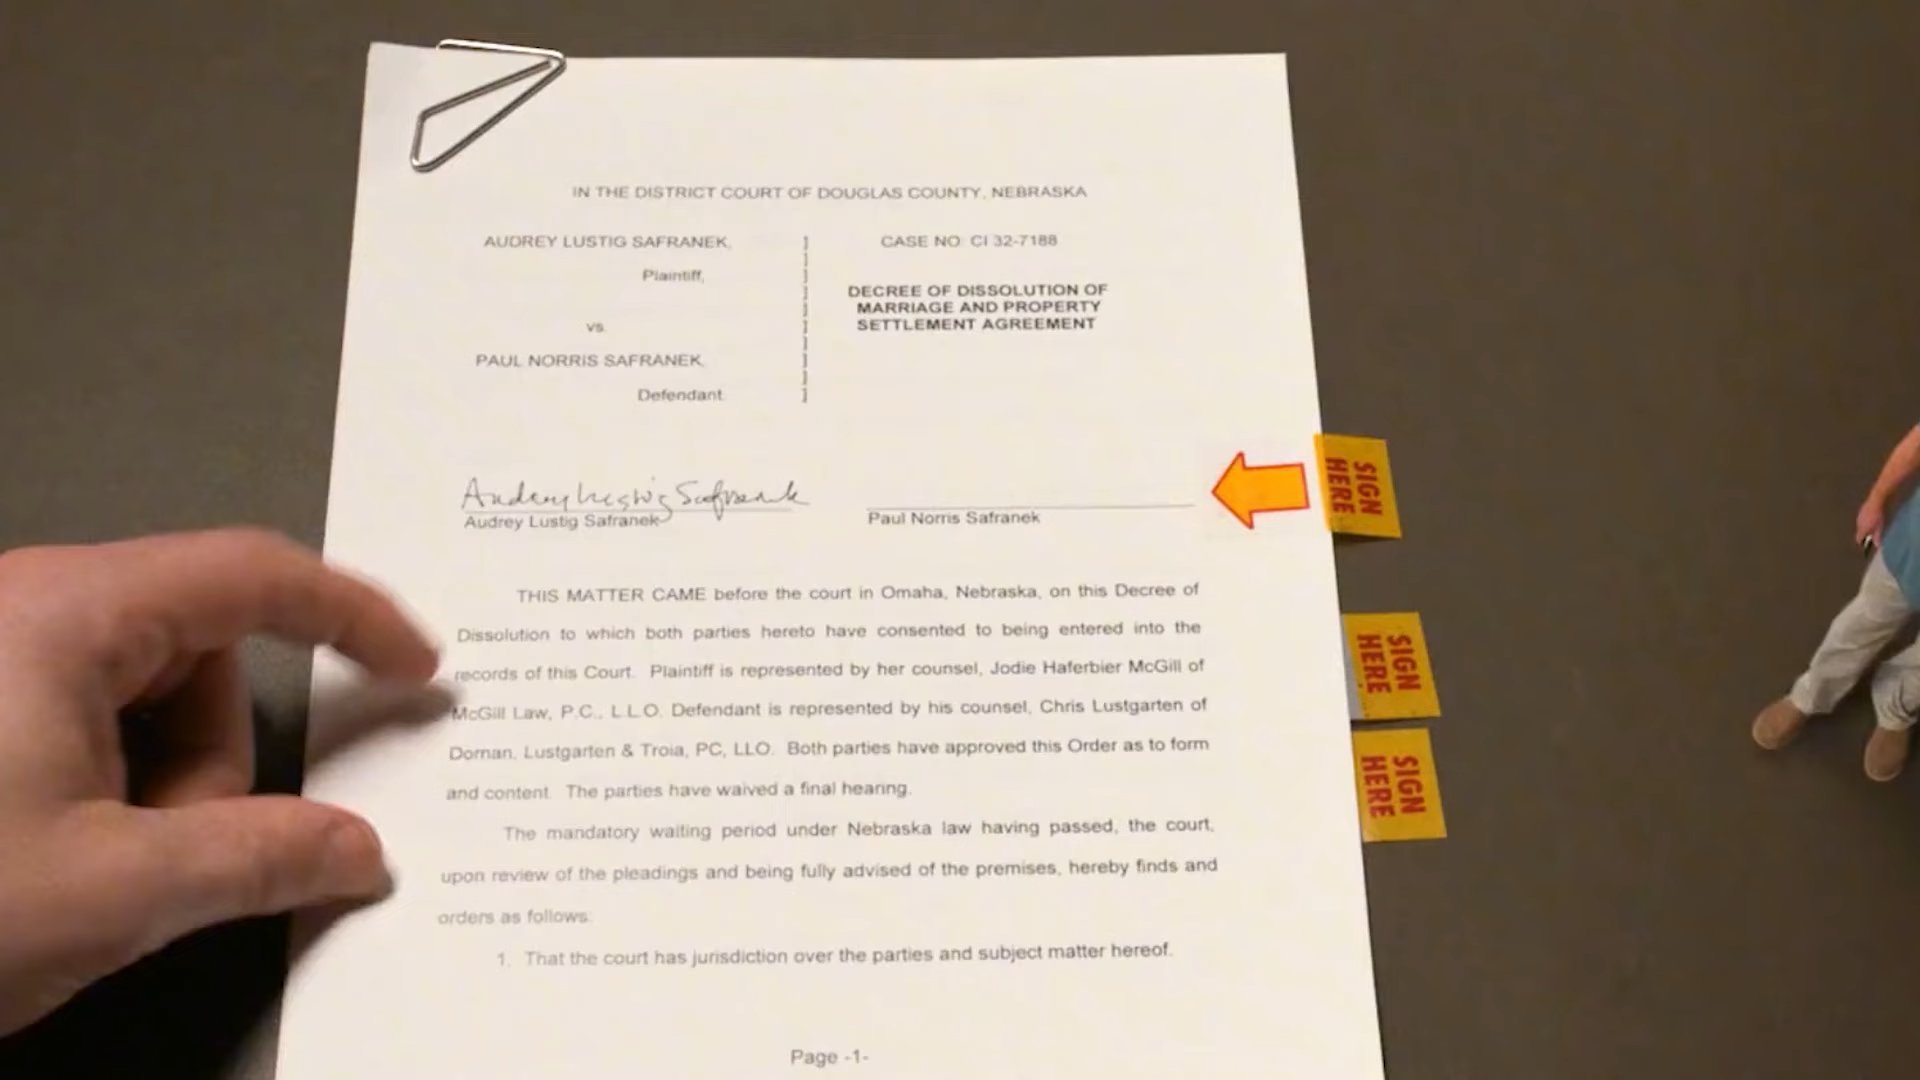 IN THE DISTRICT COURT OF DOUGLAS COUNTY, NEBRASKA
AUDREY LUSTIG SAFRANEK,
Plaintiff,
vs.
PAUL NORRIS SAFRANEK,
Defendant.
CASE NO: CI 32-7188
DECREE OF DISSOLUTION OF
MARRIAGE AND PROPERTY
SETTLEMENT AGREEMENT
Audrey Lustig Safranek
Audrey Lustig Safranek
Paul Norris Safranek
SIGN
HERE
THIS MATTER CAME before the court in Omaha, Nebraska, on this Decree of
Dissolution to which both parties hereto have consented to being entered into the
records of this Court. Plaintiff is represented by her counsel, Jodie Haferbier McGill of
McGill Law, P.C., L.L.O. Defendant is represented by his counsel, Chris Lustgarten of
Dornan, Lustgarten & Troia, PC, LLO. Both parties have approved this Order as to form
and content. The parties have waived a final hearing.
SIGN
HERE
SIGN
HERE
The mandatory waiting period under Nebraska law having passed, the court,
upon review of the pleadings and being fully advised of the premises, hereby finds and
orders as follows:
1. That the court has jurisdiction over the parties and subject matter hereof.
Page -1-